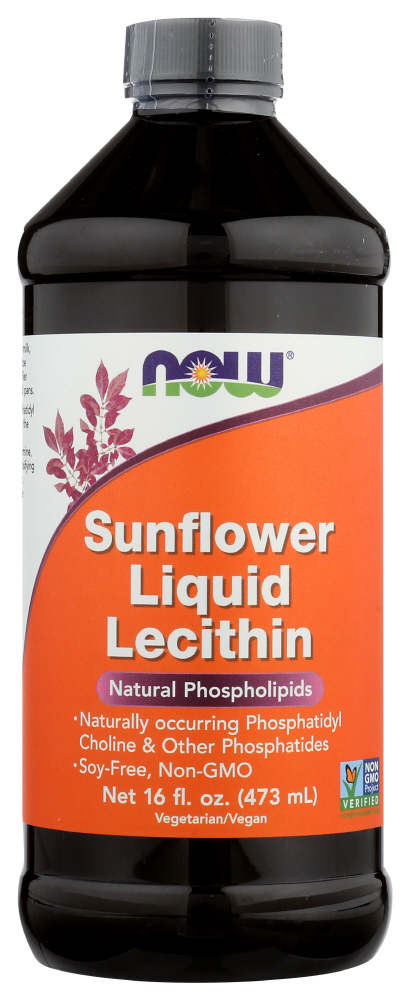 NOW®
Sunflower
Liquid
Lecithin
Natural Phospholipids
•Naturally occurring Phosphatidyl
Choline & Other Phosphatides
•Soy-Free, Non-GMO
Net 16 fl. oz. (473 mL)
Vegetarian/Vegan
NON
GMO
Project
VERIFIED